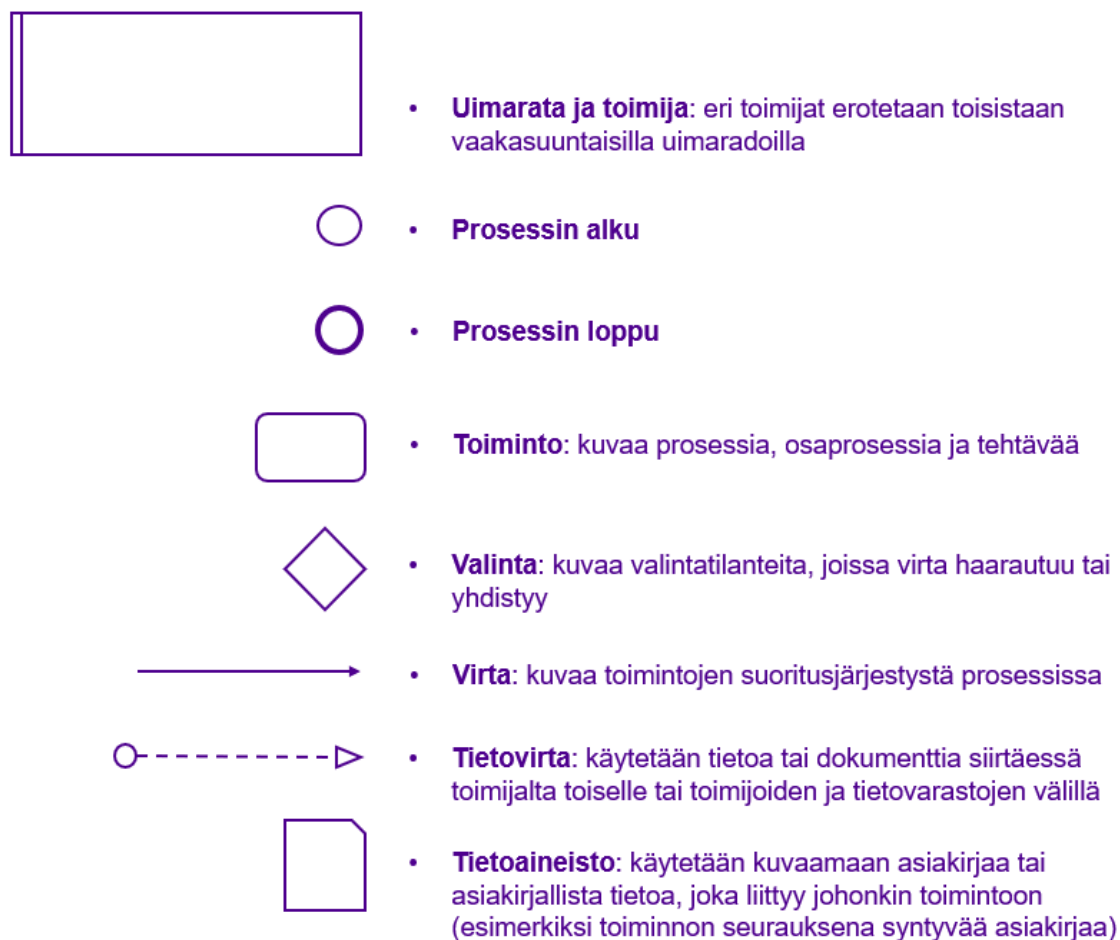 • Uimarata ja toimija: eri toimijat erotetaan toisistaan
vaakasuuntaisilla uimaradoilla
• Prosessin alku
• Prosessin loppu
• Toiminto: kuvaa prosessia, osaprosessia ja tehtävää
• Valinta: kuvaa valintatilanteita, joissa virta haarautuu tai
yhdistyy
• Virta: kuvaa toimintojen suoritusjärjestystä prosessissa
• Tietovirta: käytetään tietoa tai dokumenttia siirtäessä
toimijalta toiselle tai toimijoiden ja tietovarastojen välillä
• Tietoaineisto: käytetään kuvaamaan asiakirjaa tai
asiakirjallista tietoa, joka liittyy johonkin toimintoon
(esimerkiksi toiminnon seurauksena syntyvää asiakirjaa)